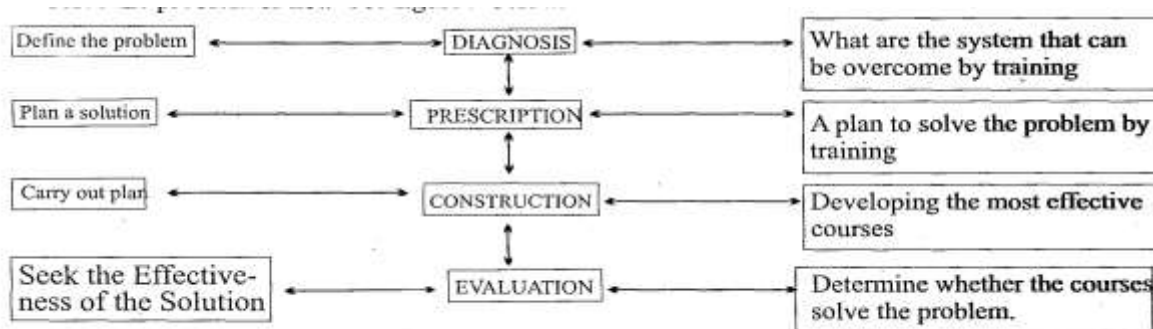 Define the problem
DIAGNOSIS
What are the system that can
be overcome by training
Plan a solution
PRESCRIPTION
A plan to solve the problem by
training
Carry out plan
CONSTRUCTION
Developing the most effective
courses
Seek the Effective-
ness of the Solution
EVALUATION
Determine whether the courses
solve the problem.